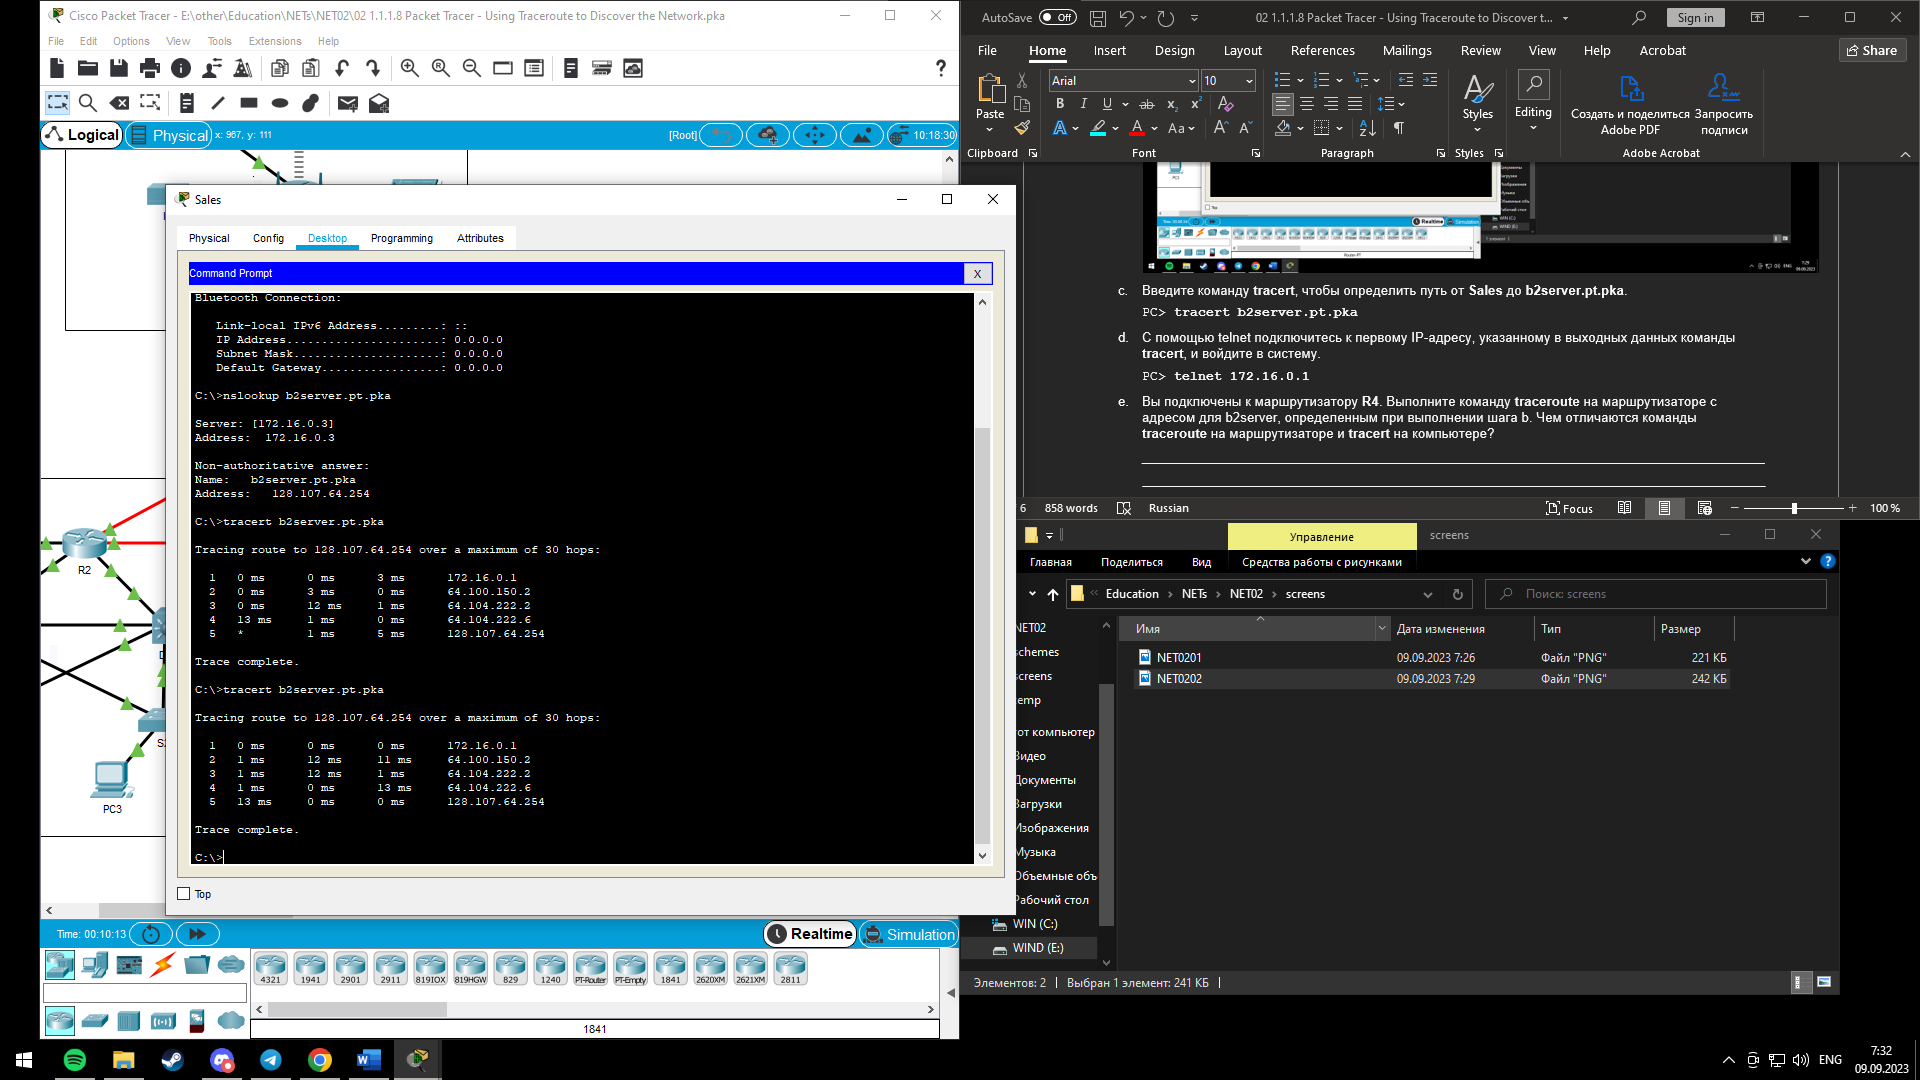 Cisco Packet Tracer - E:\other\Education\NETs\NET02\02 1.1.1.8 Packet Tracer - Using Traceroute to Discover the Network.pka
File Edit Options View Tools Extensions Help
?
Logical Physical x: 967, y: 111 [Root] 10:18:30
R2
PC3
Sales
Physical Config Desktop Programming Attributes
Command Prompt X
Bluetooth Connection:
Link-local IPv6 Address.........: ::
IP Address......................: 0.0.0.0
Subnet Mask.....................: 0.0.0.0
Default Gateway.................: 0.0.0.0
C:\>nslookup b2server.pt.pka
Server: [172.16.0.3]
Address: 172.16.0.3
Non-authoritative answer:
Name: b2server.pt.pka
Address: 128.107.64.254
C:\>tracert b2server.pt.pka
Tracing route to 128.107.64.254 over a maximum of 30 hops:
1 0 ms 0 ms 3 ms 172.16.0.1
2 0 ms 3 ms 0 ms 64.100.150.2
3 0 ms 12 ms 1 ms 64.104.222.2
4 13 ms 1 ms 0 ms 64.104.222.6
5 * 1 ms 5 ms 128.107.64.254
Trace complete.
C:\>tracert b2server.pt.pka
Tracing route to 128.107.64.254 over a maximum of 30 hops:
1 0 ms 0 ms 0 ms 172.16.0.1
2 1 ms 12 ms 11 ms 64.100.150.2
3 1 ms 12 ms 1 ms 64.104.222.2
4 1 ms 0 ms 13 ms 64.104.222.6
5 13 ms 0 ms 0 ms 128.107.64.254
Trace complete.
C:\>
Top
Time: 00:10:13 Realtime Simulation
4321 1941 2901 2911 819IOX 819HGW 829 1240 PT-Router PT-Empty 1841 2620XM 2621XM 2811
1841
AutoSave Off 02 1.1.1.8 Packet Tracer - Using Traceroute to Discover t... Sign in
File Home Insert Design Layout References Mailings Review View Help Acrobat Share
Paste Arial 10 Styles Editing Создать и поделиться Adobe PDF Запросить подписи
Clipboard Font Paragraph Styles Adobe Acrobat
c. Введите команду tracert, чтобы определить путь от Sales до b2server.pt.pka.
PC> tracert b2server.pt.pka
d. С помощью telnet подключитесь к первому IP-адресу, указанному в выходных данных команды
tracert, и войдите в систему.
PC> telnet 172.16.0.1
e. Вы подключены к маршрутизатору R4. Выполните команду traceroute на маршрутизаторе с
адресом для b2server, определенным при выполнении шага b. Чем отличаются команды
traceroute на маршрутизаторе и tracert на компьютере?
6 858 words Russian Focus 100 %
Управление screens
Главная Поделиться Вид Средства работы с рисунками
Education NETs NET02 screens Поиск: screens
Имя Дата изменения Тип Размер
NET0201 09.09.2023 7:26 Файл "PNG" 221 КБ
NET0202 09.09.2023 7:29 Файл "PNG" 242 КБ
NET02
schemes
screens
temp
от компьютер
Видео
Документы
Загрузки
Изображения
Музыка
Объемные объ
Рабочий стол
WIN (C:)
WIND (E:)
Элементов: 2 Выбран 1 элемент: 241 КБ
ENG 7:32
09.09.2023